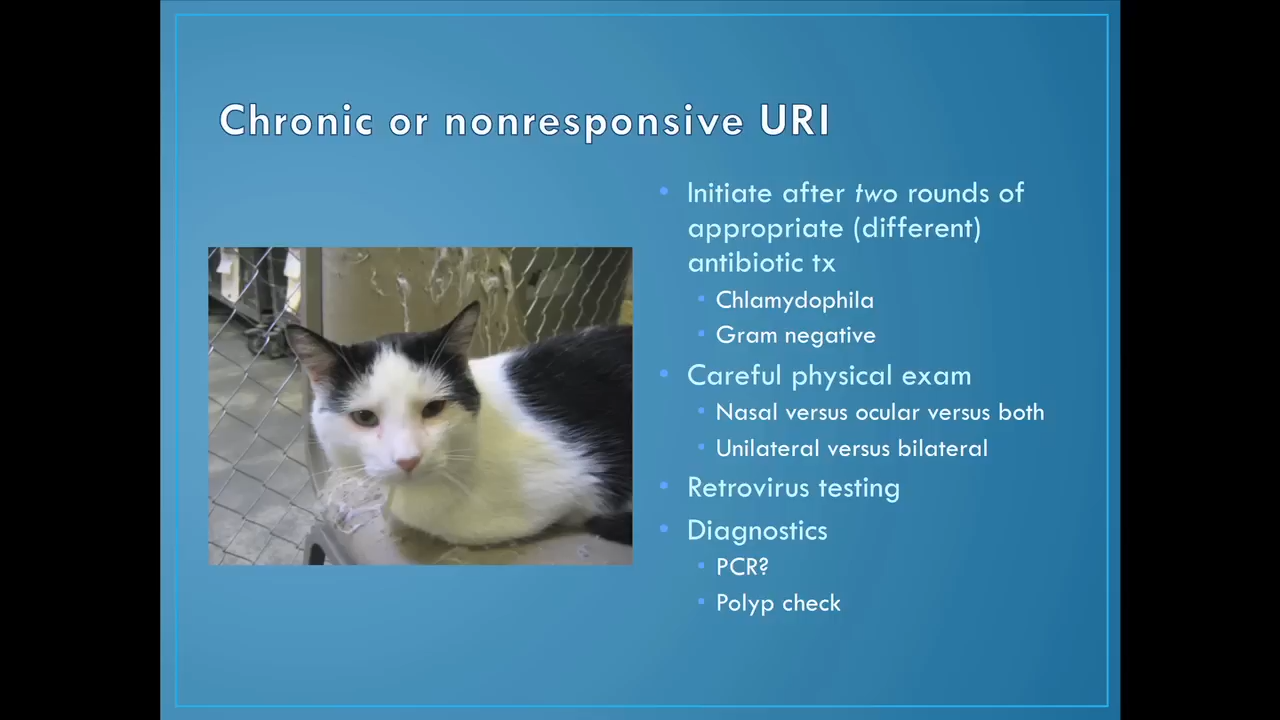 Chronic or nonresponsive URI
• Initiate after two rounds of
appropriate (different)
antibiotic tx
▪ Chlamydophila
▪ Gram negative
• Careful physical exam
▪ Nasal versus ocular versus both
▪ Unilateral versus bilateral
• Retrovirus testing
• Diagnostics
▪ PCR?
▪ Polyp check